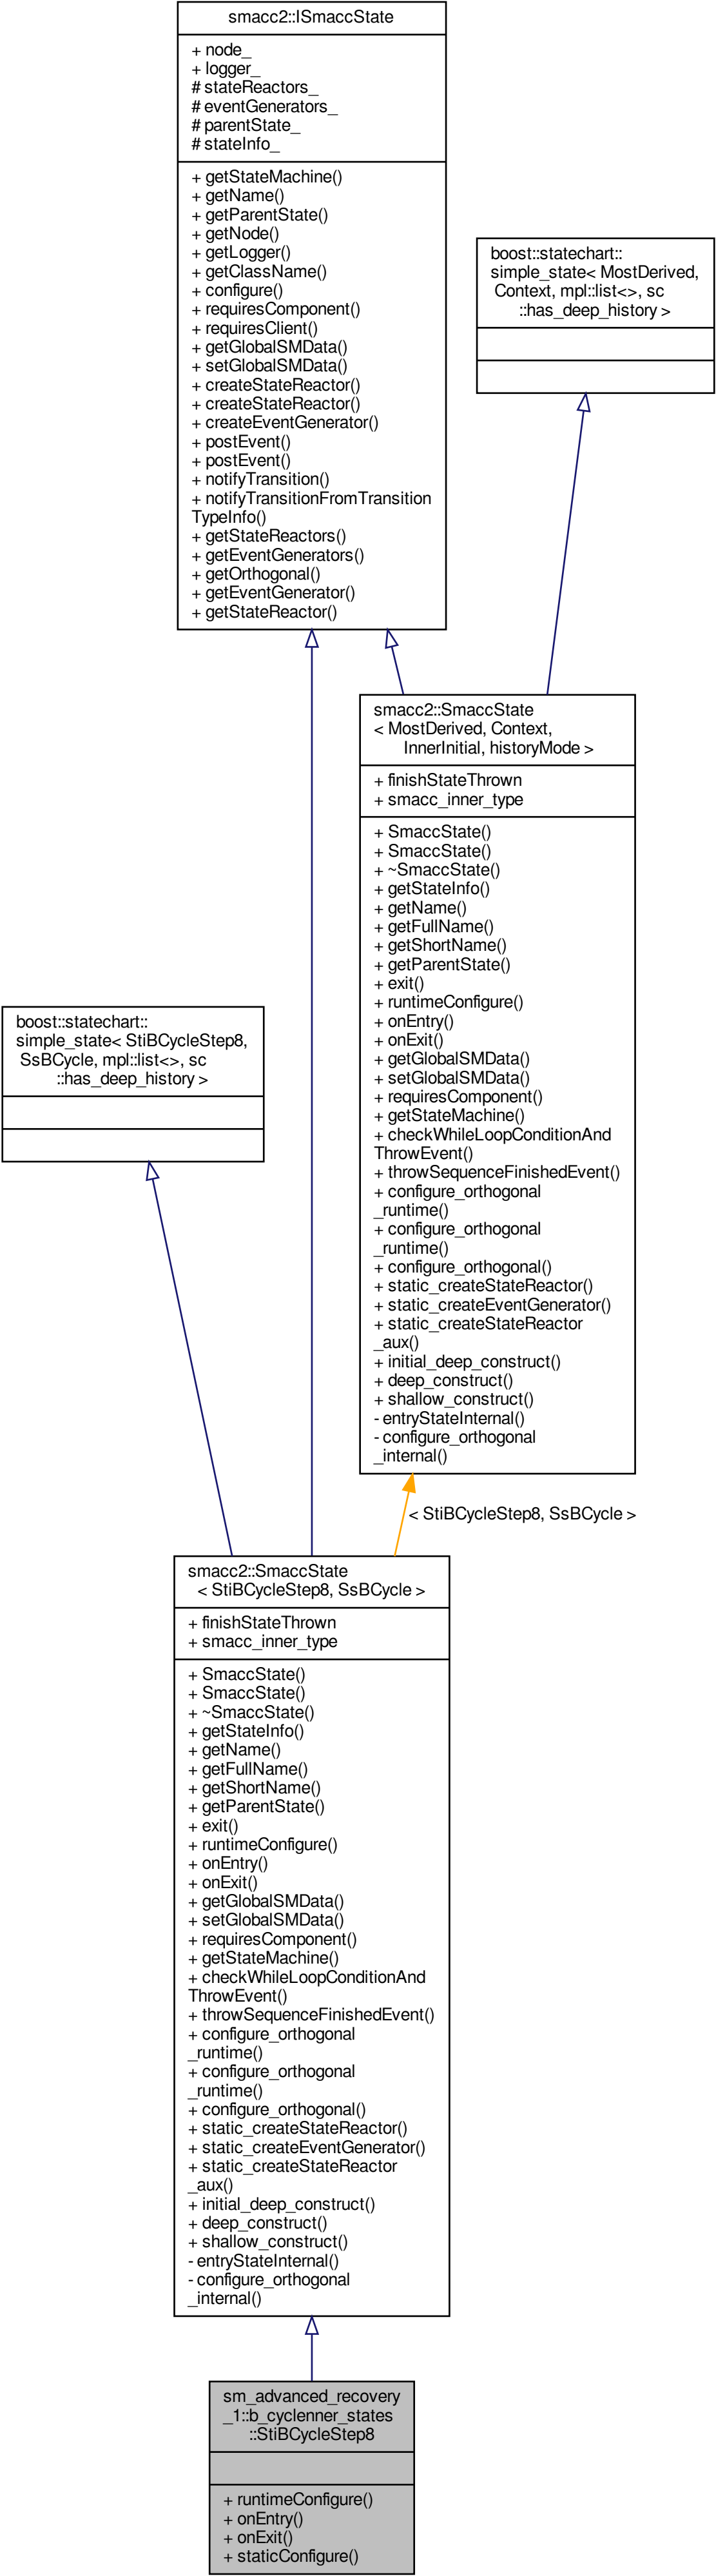 smacc2::ISmaccState
+ node_
+ logger_
# stateReactors_
# eventGenerators_
# parentState_
# stateInfo_
+ getStateMachine()
+ getName()
+ getParentState()
+ getNode()
+ getLogger()
+ getClassName()
+ configure()
+ requiresComponent()
+ requiresClient()
+ getGlobalSMData()
+ setGlobalSMData()
+ createStateReactor()
+ createStateReactor()
+ createEventGenerator()
+ postEvent()
+ postEvent()
+ notifyTransition()
+ notifyTransitionFromTransition
TypeInfo()
+ getStateReactors()
+ getEventGenerators()
+ getOrthogonal()
+ getEventGenerator()
+ getStateReactor()
boost::statechart::
simple_state< MostDerived,
Context, mpl::list<>, sc
::has_deep_history >
smacc2::SmaccState
< MostDerived, Context,
InnerInitial, historyMode >
+ finishStateThrown
+ smacc_inner_type
+ SmaccState()
+ SmaccState()
+ ~SmaccState()
+ getStateInfo()
+ getName()
+ getFullName()
+ getShortName()
+ getParentState()
+ exit()
+ runtimeConfigure()
+ onEntry()
+ onExit()
+ getGlobalSMData()
+ setGlobalSMData()
+ requiresComponent()
+ getStateMachine()
+ checkWhileLoopConditionAnd
ThrowEvent()
+ throwSequenceFinishedEvent()
+ configure_orthogonal
_runtime()
+ configure_orthogonal
_runtime()
+ configure_orthogonal()
+ static_createStateReactor()
+ static_createEventGenerator()
+ static_createStateReactor
_aux()
+ initial_deep_construct()
+ deep_construct()
+ shallow_construct()
- entryStateInternal()
- configure_orthogonal
_internal()
boost::statechart::
simple_state< StiBCycleStep8,
SsBCycle, mpl::list<>, sc
::has_deep_history >
< StiBCycleStep8, SsBCycle >
smacc2::SmaccState
< StiBCycleStep8, SsBCycle >
+ finishStateThrown
+ smacc_inner_type
+ SmaccState()
+ SmaccState()
+ ~SmaccState()
+ getStateInfo()
+ getName()
+ getFullName()
+ getShortName()
+ getParentState()
+ exit()
+ runtimeConfigure()
+ onEntry()
+ onExit()
+ getGlobalSMData()
+ setGlobalSMData()
+ requiresComponent()
+ getStateMachine()
+ checkWhileLoopConditionAnd
ThrowEvent()
+ throwSequenceFinishedEvent()
+ configure_orthogonal
_runtime()
+ configure_orthogonal
_runtime()
+ configure_orthogonal()
+ static_createStateReactor()
+ static_createEventGenerator()
+ static_createStateReactor
_aux()
+ initial_deep_construct()
+ deep_construct()
+ shallow_construct()
- entryStateInternal()
- configure_orthogonal
_internal()
sm_advanced_recovery
_1::b_cyclenner_states
::StiBCycleStep8
+ runtimeConfigure()
+ onEntry()
+ onExit()
+ staticConfigure()